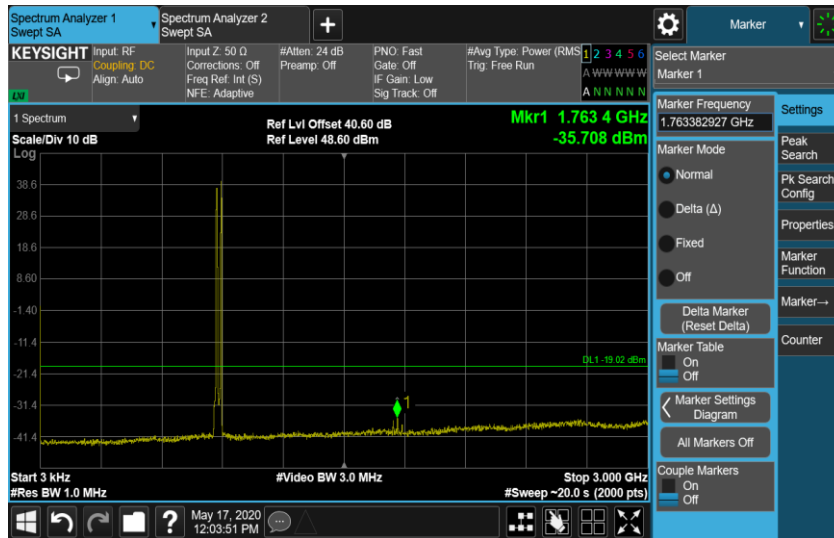 Spectrum Analyzer 1
Swept SA
Spectrum Analyzer 2
Swept SA
+
Marker
KEYSIGHT
Input: RF
Coupling: DC
Align: Auto
LXI
Input Z: 50 Ω
Corrections: Off
Freq Ref: Int (S)
NFE: Adaptive
#Atten: 24 dB
Preamp: Off
PNO: Fast
Gate: Off
IF Gain: Low
Sig Track: Off
#Avg Type: Power (RMS
Trig: Free Run
1 2 3 4 5 6
A W W W W W
A N N N N N
Select Marker
Marker 1
1 Spectrum
Scale/Div 10 dB
Log
Ref Lvl Offset 40.60 dB
Ref Level 48.60 dBm
Mkr1 1.763 4 GHz
-35.708 dBm
38.6
28.6
18.6
8.60
-1.40
-11.4
-21.4
-31.4
-41.4
DL1 -19.02 dBm
1
Start 3 kHz
#Res BW 1.0 MHz
#Video BW 3.0 MHz
Stop 3.000 GHz
#Sweep ~20.0 s (2000 pts)
Marker Frequency
1.763382927 GHz
Marker Mode
Normal
Delta (Δ)
Fixed
Off
Delta Marker
(Reset Delta)
Marker Table
On
Off
Marker Settings
Diagram
All Markers Off
Couple Markers
On
Off
Settings
Peak
Search
Pk Search
Config
Properties
Marker
Function
Marker→
Counter
?
May 17, 2020
12:03:51 PM